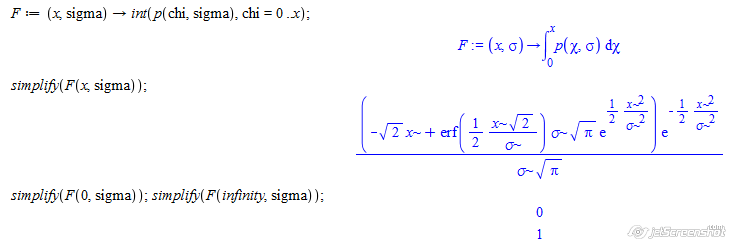 F := (x, sigma) → int(p(chi, sigma), chi = 0 ..x);
F := (x, σ) → ∫₀ˣ p(χ, σ) dχ
simplify(F(x, sigma));
((-√2 x~ + erf(1/2 x~√2/σ~) σ~ √π e^(1/2 x~²/σ~²)) e^(-1/2 x~²/σ~²))/(σ~ √π)
simplify(F(0, sigma)); simplify(F(infinity, sigma));
0
1
jetScreenshot